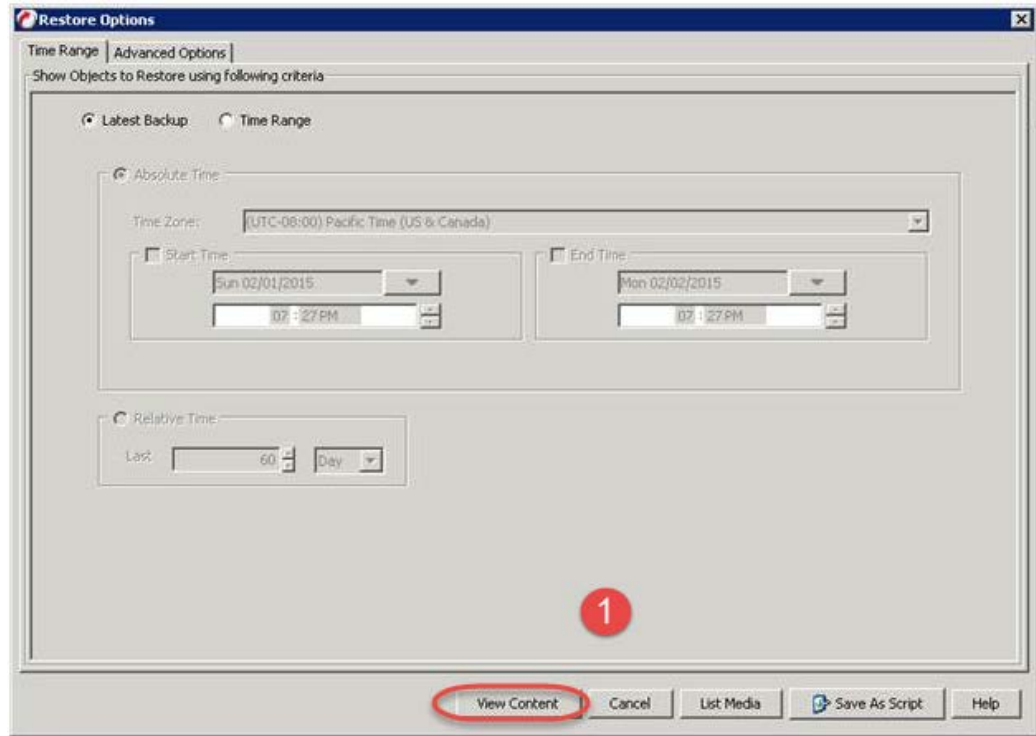 Restore Options
Time Range Advanced Options
Show Objects to Restore using following criteria
Latest Backup Time Range
Absolute Time
Time Zone: (UTC-08:00) Pacific Time (US & Canada)
Start Time End Time
Sun 02/01/2015 Mon 02/02/2015
07 : 27 PM 07 : 27 PM
Relative Time
Last 60 Day
1
View Content Cancel List Media Save As Script Help